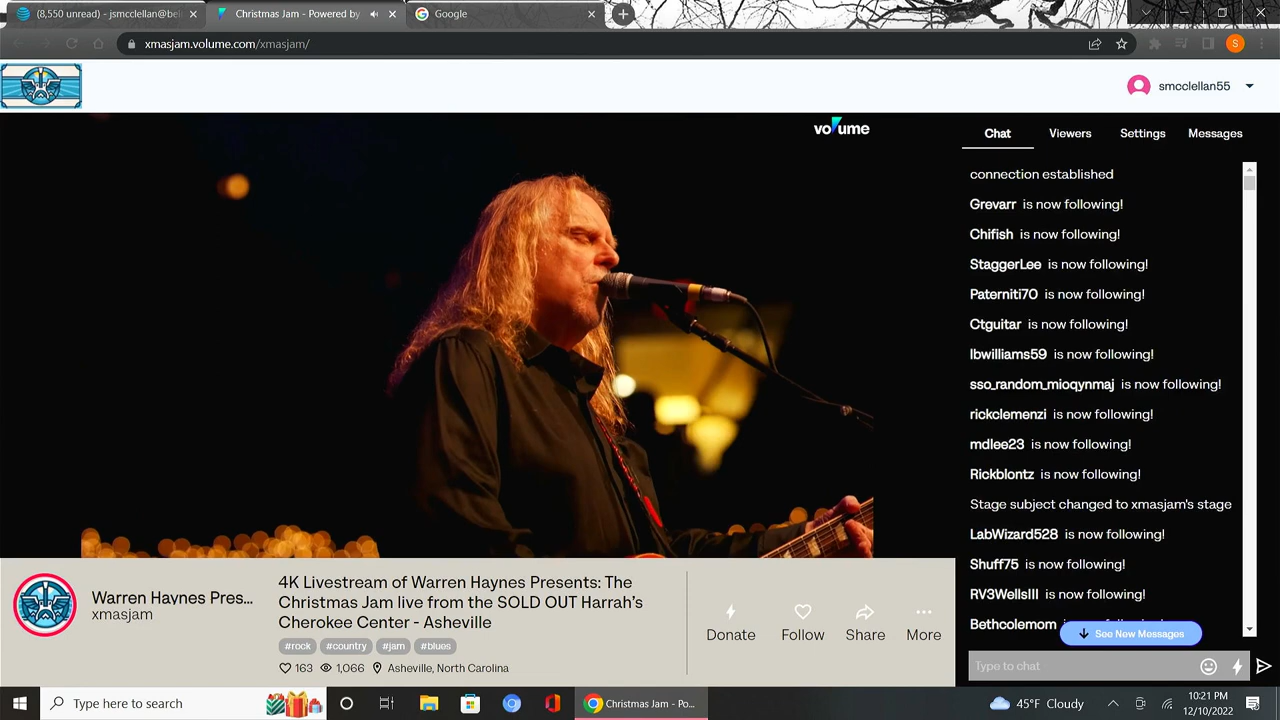 (8,550 unread) - jsmcclellan@bel
Christmas Jam - Powered by
Google
xmasjam.volume.com/xmasjam/
S
smcclellan55
volume
Chat
Viewers
Settings
Messages
connection established
Grevarr is now following!
Chifish is now following!
StaggerLee is now following!
Paterniti70 is now following!
Ctguitar is now following!
lbwilliams59 is now following!
sso_random_mioqynmaj is now following!
rickclemenzi is now following!
mdlee23 is now following!
Rickblontz is now following!
Stage subject changed to xmasjam's stage
LabWizard528 is now following!
Shuff75 is now following!
RV3WellsIII is now following!
Bethcolemom
See New Messages
Type to chat
Warren Haynes Pres...
xmasjam
4K Livestream of Warren Haynes Presents: The
Christmas Jam live from the SOLD OUT Harrah's
Cherokee Center - Asheville
#rock #country #jam #blues
163 1,066 Asheville, North Carolina
Donate
Follow
Share
More
Type here to search
Christmas Jam - Po...
45°F Cloudy
10:21 PM
12/10/2022